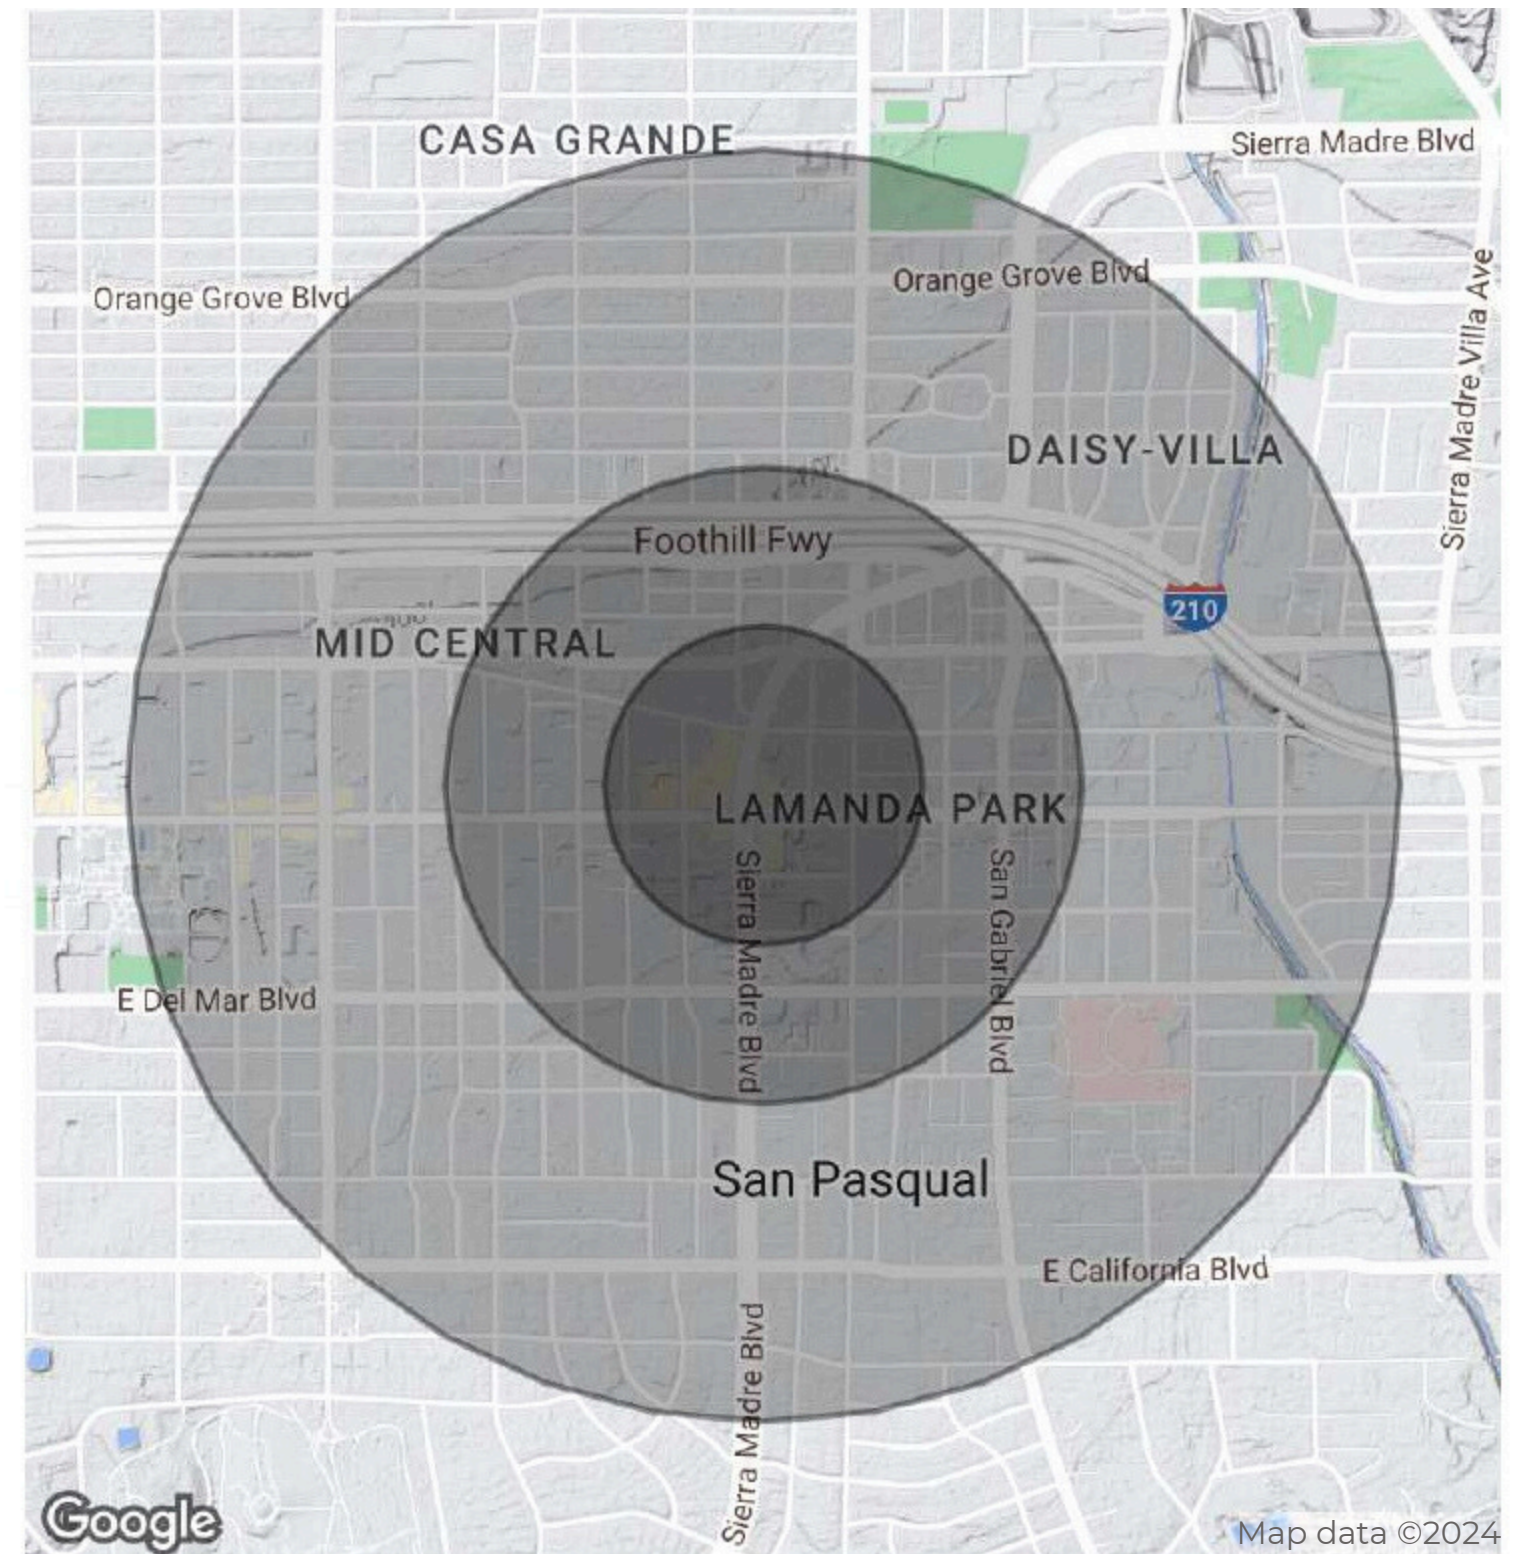 CASA GRANDE
Sierra Madre Blvd
Orange Grove Blvd
Orange Grove Blvd
Sierra Madre Villa Ave
DAISY-VILLA
Foothill Fwy
210
MID CENTRAL
LAMANDA PARK
Sierra Madre Blvd
San Gabriel Blvd
E Del Mar Blvd
San Pasqual
E California Blvd
Sierra Madre Blvd
Google
Map data ©2024